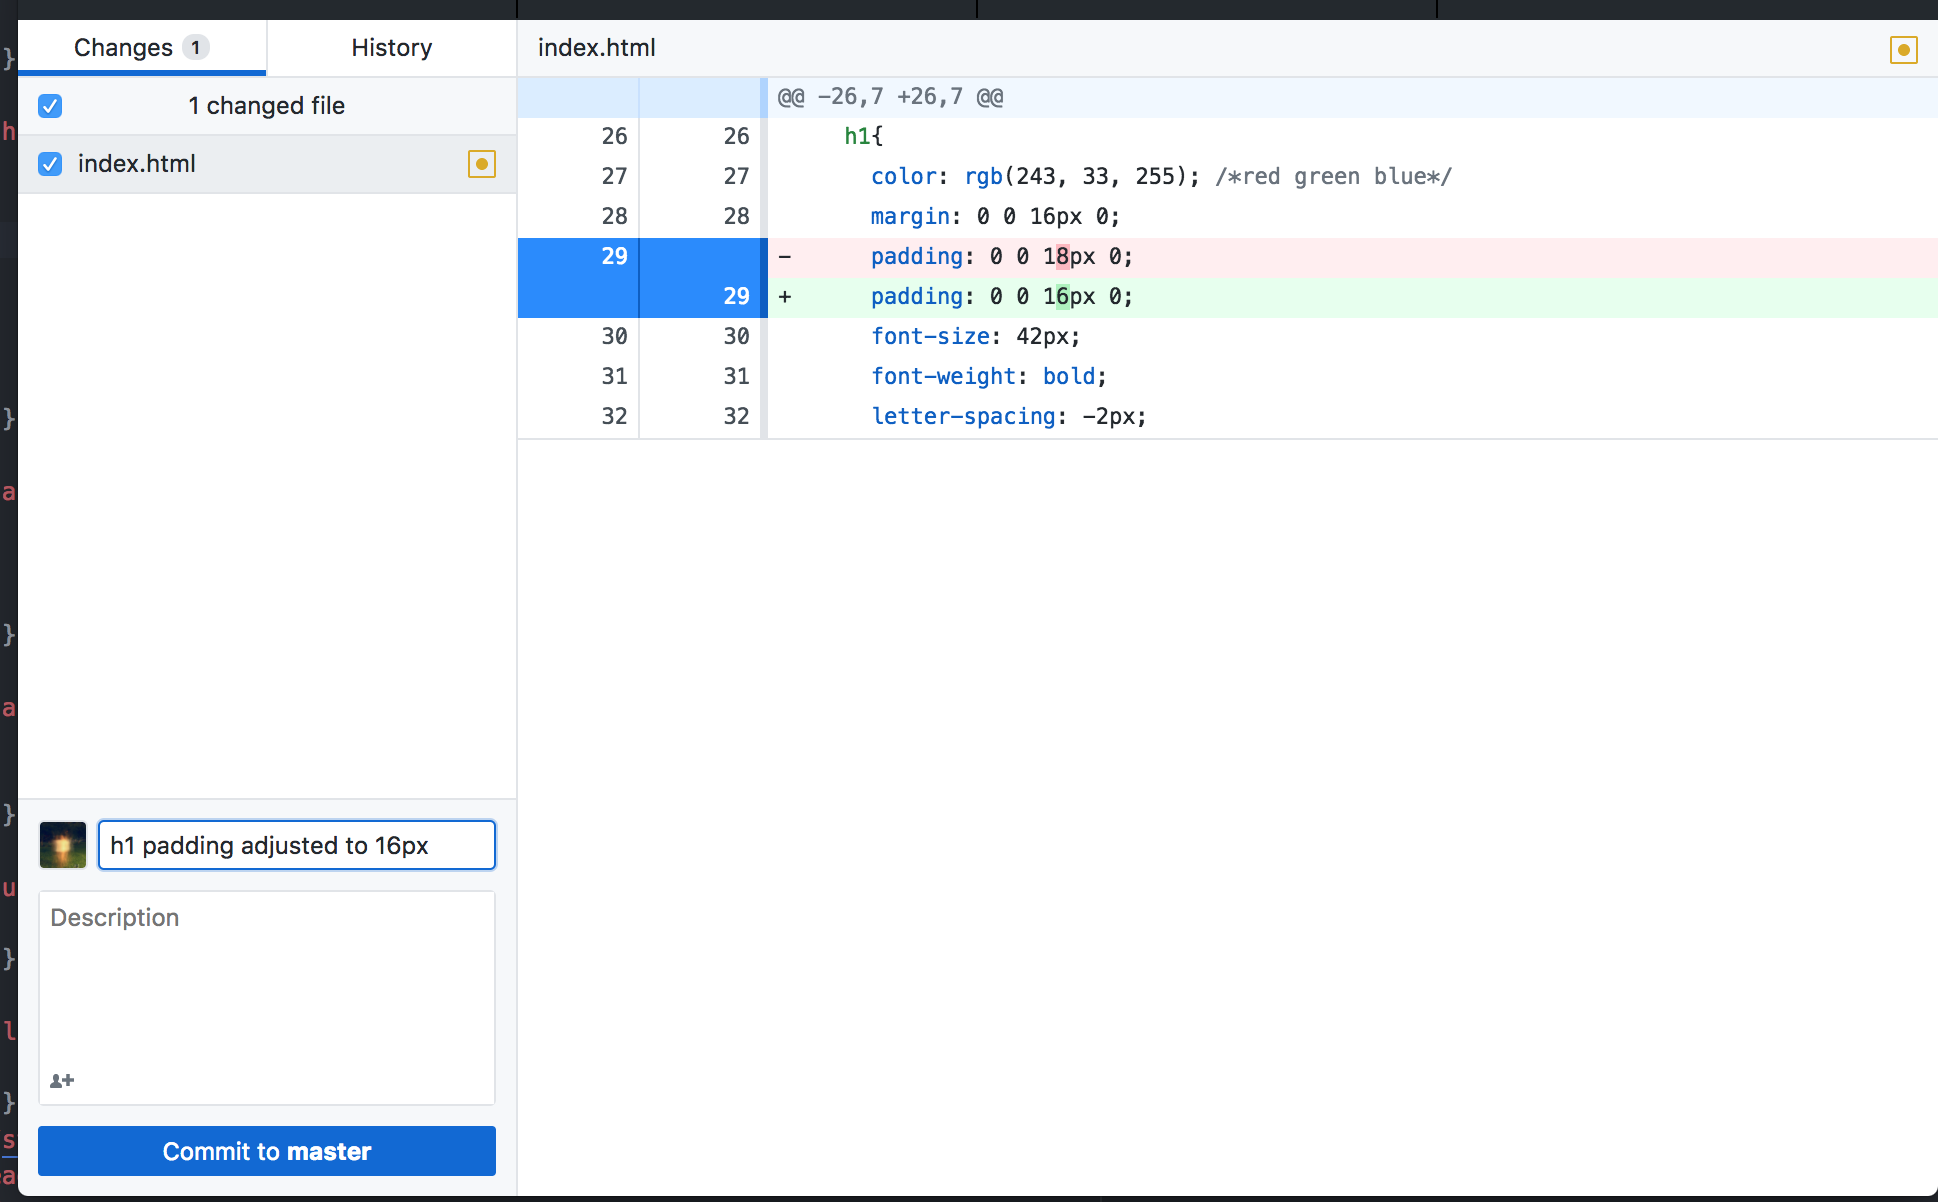 Changes 1
History
index.html
1 changed file
index.html
@@ -26,7 +26,7 @@
26 26 h1{
27 27 color: rgb(243, 33, 255); /*red green blue*/
28 28 margin: 0 0 16px 0;
29 - padding: 0 0 18px 0;
29 + padding: 0 0 16px 0;
30 30 font-size: 42px;
31 31 font-weight: bold;
32 32 letter-spacing: -2px;
h1 padding adjusted to 16px
Description
Commit to master
}
h
}
a
}
a
}
u
}
l
}
s
a